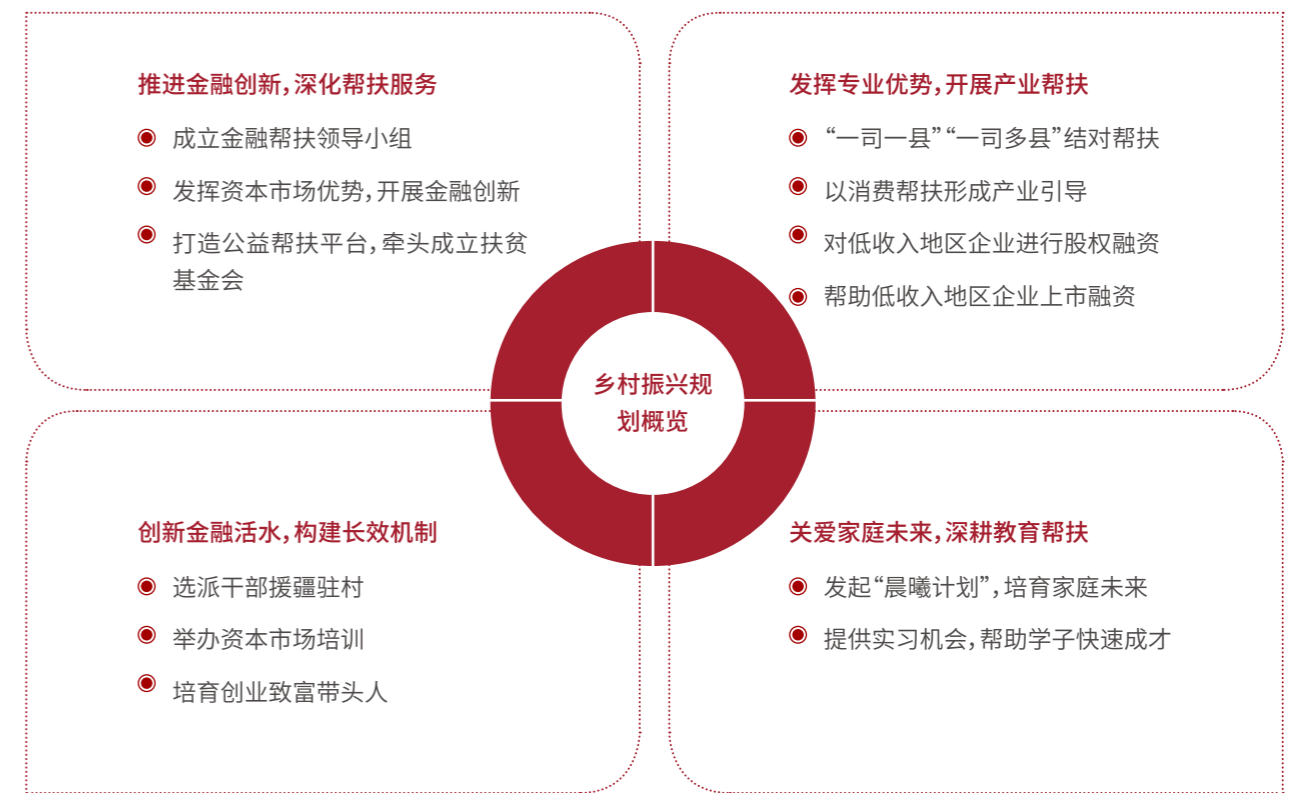 推进金融创新，深化帮扶服务
成立金融帮扶领导小组
发挥资本市场优势，开展金融创新
打造公益帮扶平台，牵头成立扶贫
基金会
发挥专业优势，开展产业帮扶
“一司一县”“一司多县”结对帮扶
以消费帮扶形成产业引导
对低收入地区企业进行股权融资
帮助低收入地区企业上市融资
乡村振兴规
划概览
创新金融活水，构建长效机制
选派干部援疆驻村
举办资本市场培训
培育创业致富带头人
关爱家庭未来，深耕教育帮扶
发起“晨曦计划”，培育家庭未来
提供实习机会，帮助学子快速成才